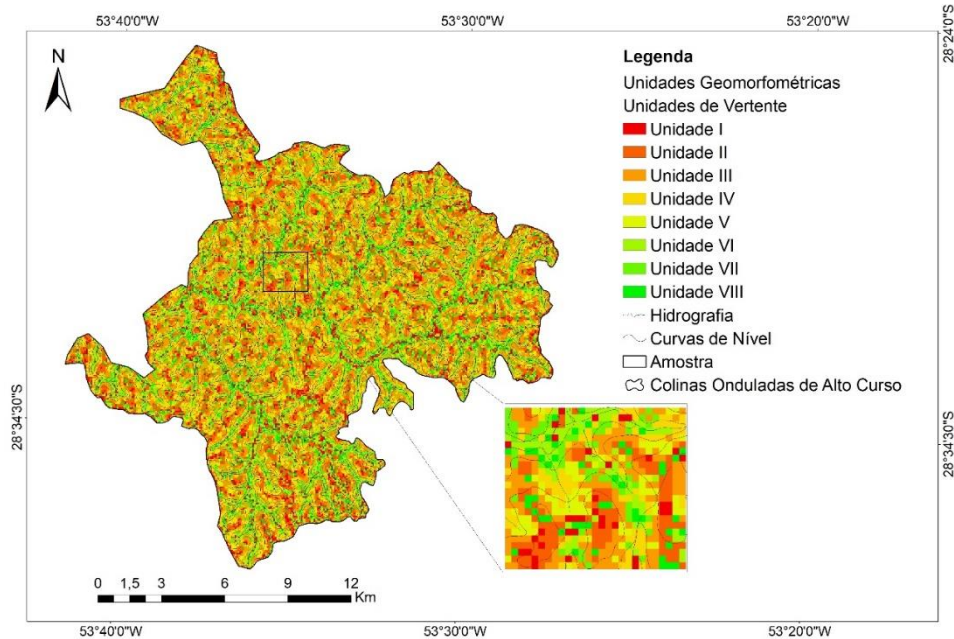 53°40'0"W
53°30'0"W
53°20'0"W
28°24'0"S
N
Legenda
Unidades Geomorfométricas
Unidades de Vertente
Unidade I
Unidade II
Unidade III
Unidade IV
Unidade V
Unidade VI
Unidade VII
Unidade VIII
Hidrografia
Curvas de Nível
Amostra
Colinas Onduladas de Alto Curso
28°34'30"S
28°34'30"S
0 1,5 3 6 9 12
Km
53°40'0"W
53°30'0"W
53°20'0"W